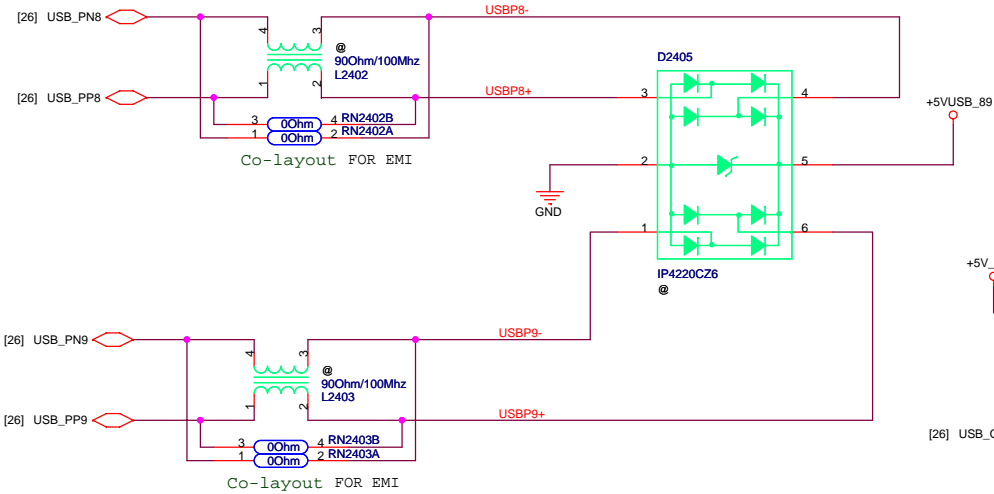 [26] USB_PN8
USBP8-
4
3
@
90Ohm/100Mhz
L2402
1
2
D2405
[26] USB_PP8
USBP8+
3
4
+5VUSB_89
3
0Ohm
4
RN2402B
1
0Ohm
2
RN2402A
Co-layout FOR EMI
2
5
GND
1
6
+5V_
IP4220CZ6
@
[26] USB_PN9
USBP9-
4
3
@
90Ohm/100Mhz
L2403
1
2
[26] USB_PP9
USBP9+
3
0Ohm
4
RN2403B
1
0Ohm
2
RN2403A
[26] USB_
Co-layout FOR EMI